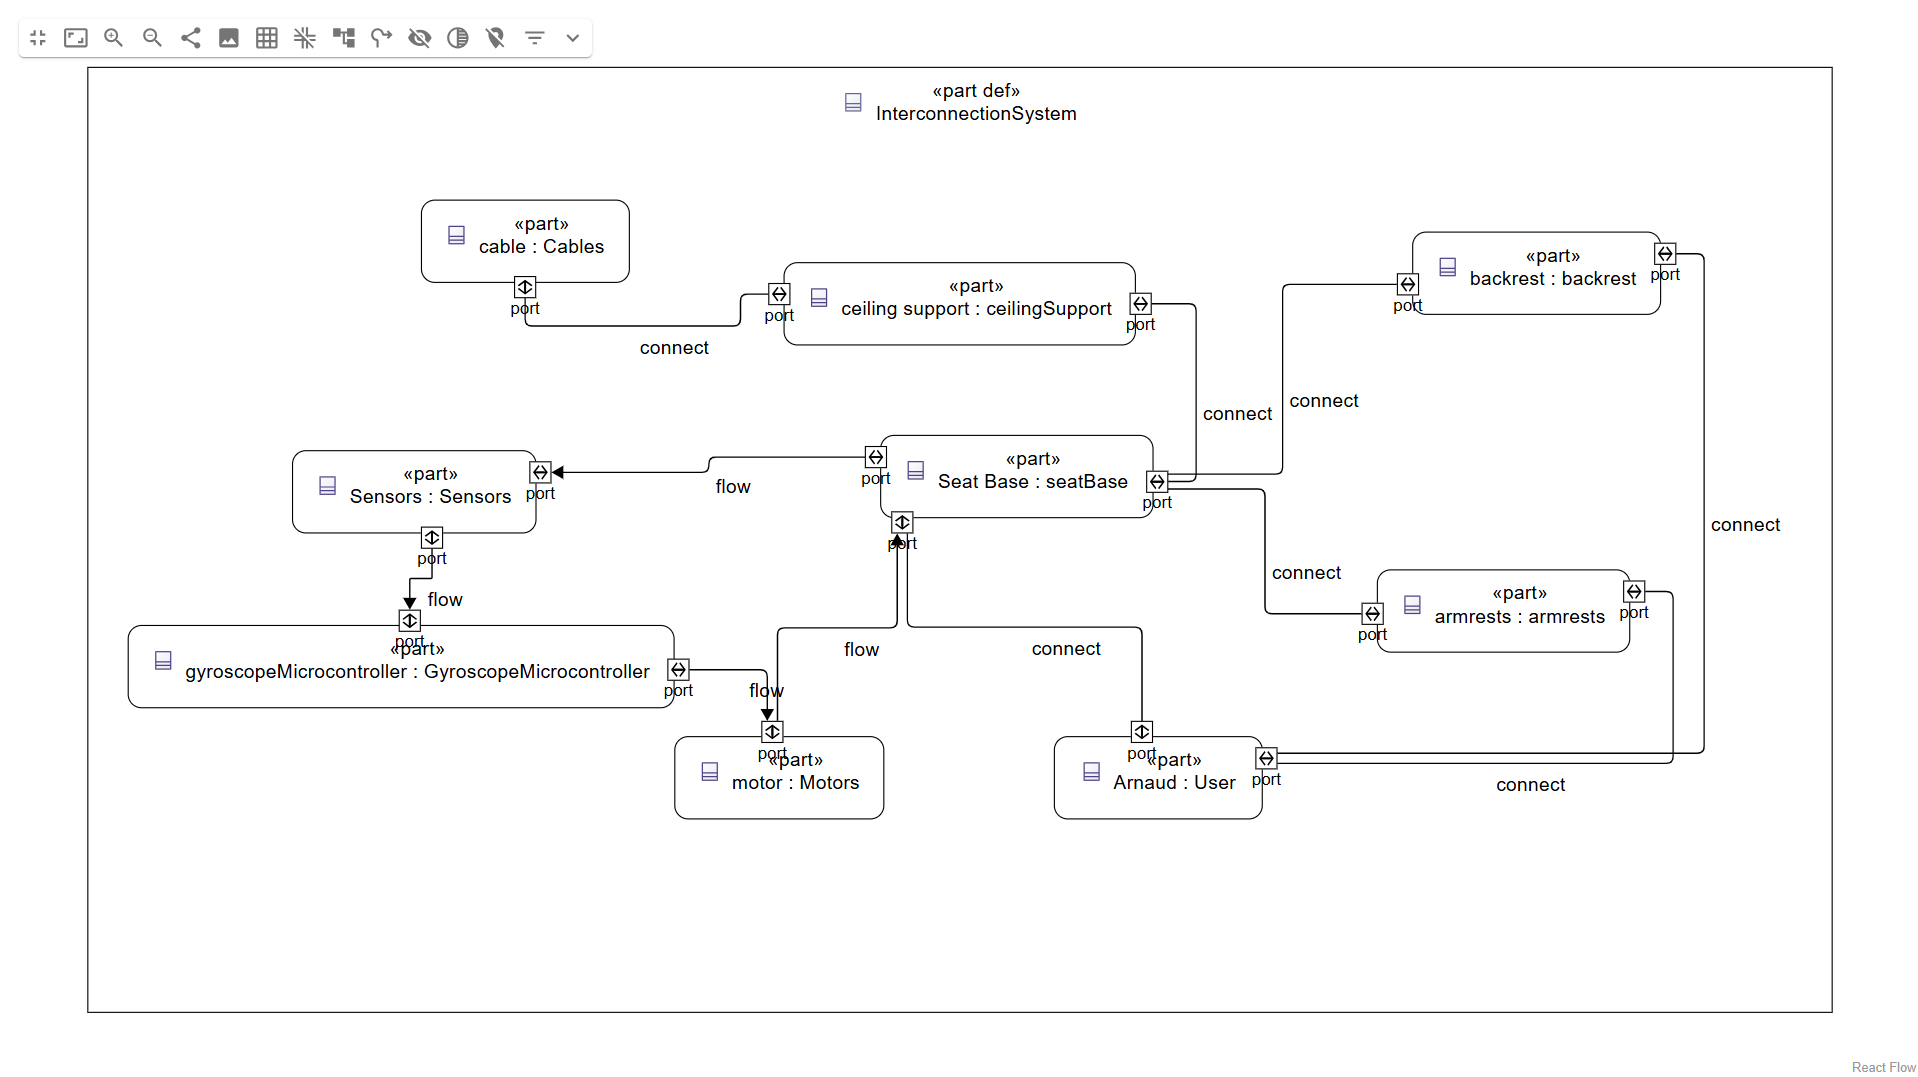 «part def»
InterconnectionSystem
«part»
cable : Cables
port
connect
«part»
ceiling support : ceilingSupport
port
port
«part»
backrest : backrest
port
port
connect
connect
«part»
Sensors : Sensors
port
port
flow
«part»
Seat Base : seatBase
port
port
port
connect
connect
flow
port
«part»
gyroscopeMicrocontroller : GyroscopeMicrocontroller
port
flow
flow
connect
«part»
armrests : armrests
port
port
port
«part»
motor : Motors
port
«part»
Arnaud : User
port
connect
React Flow